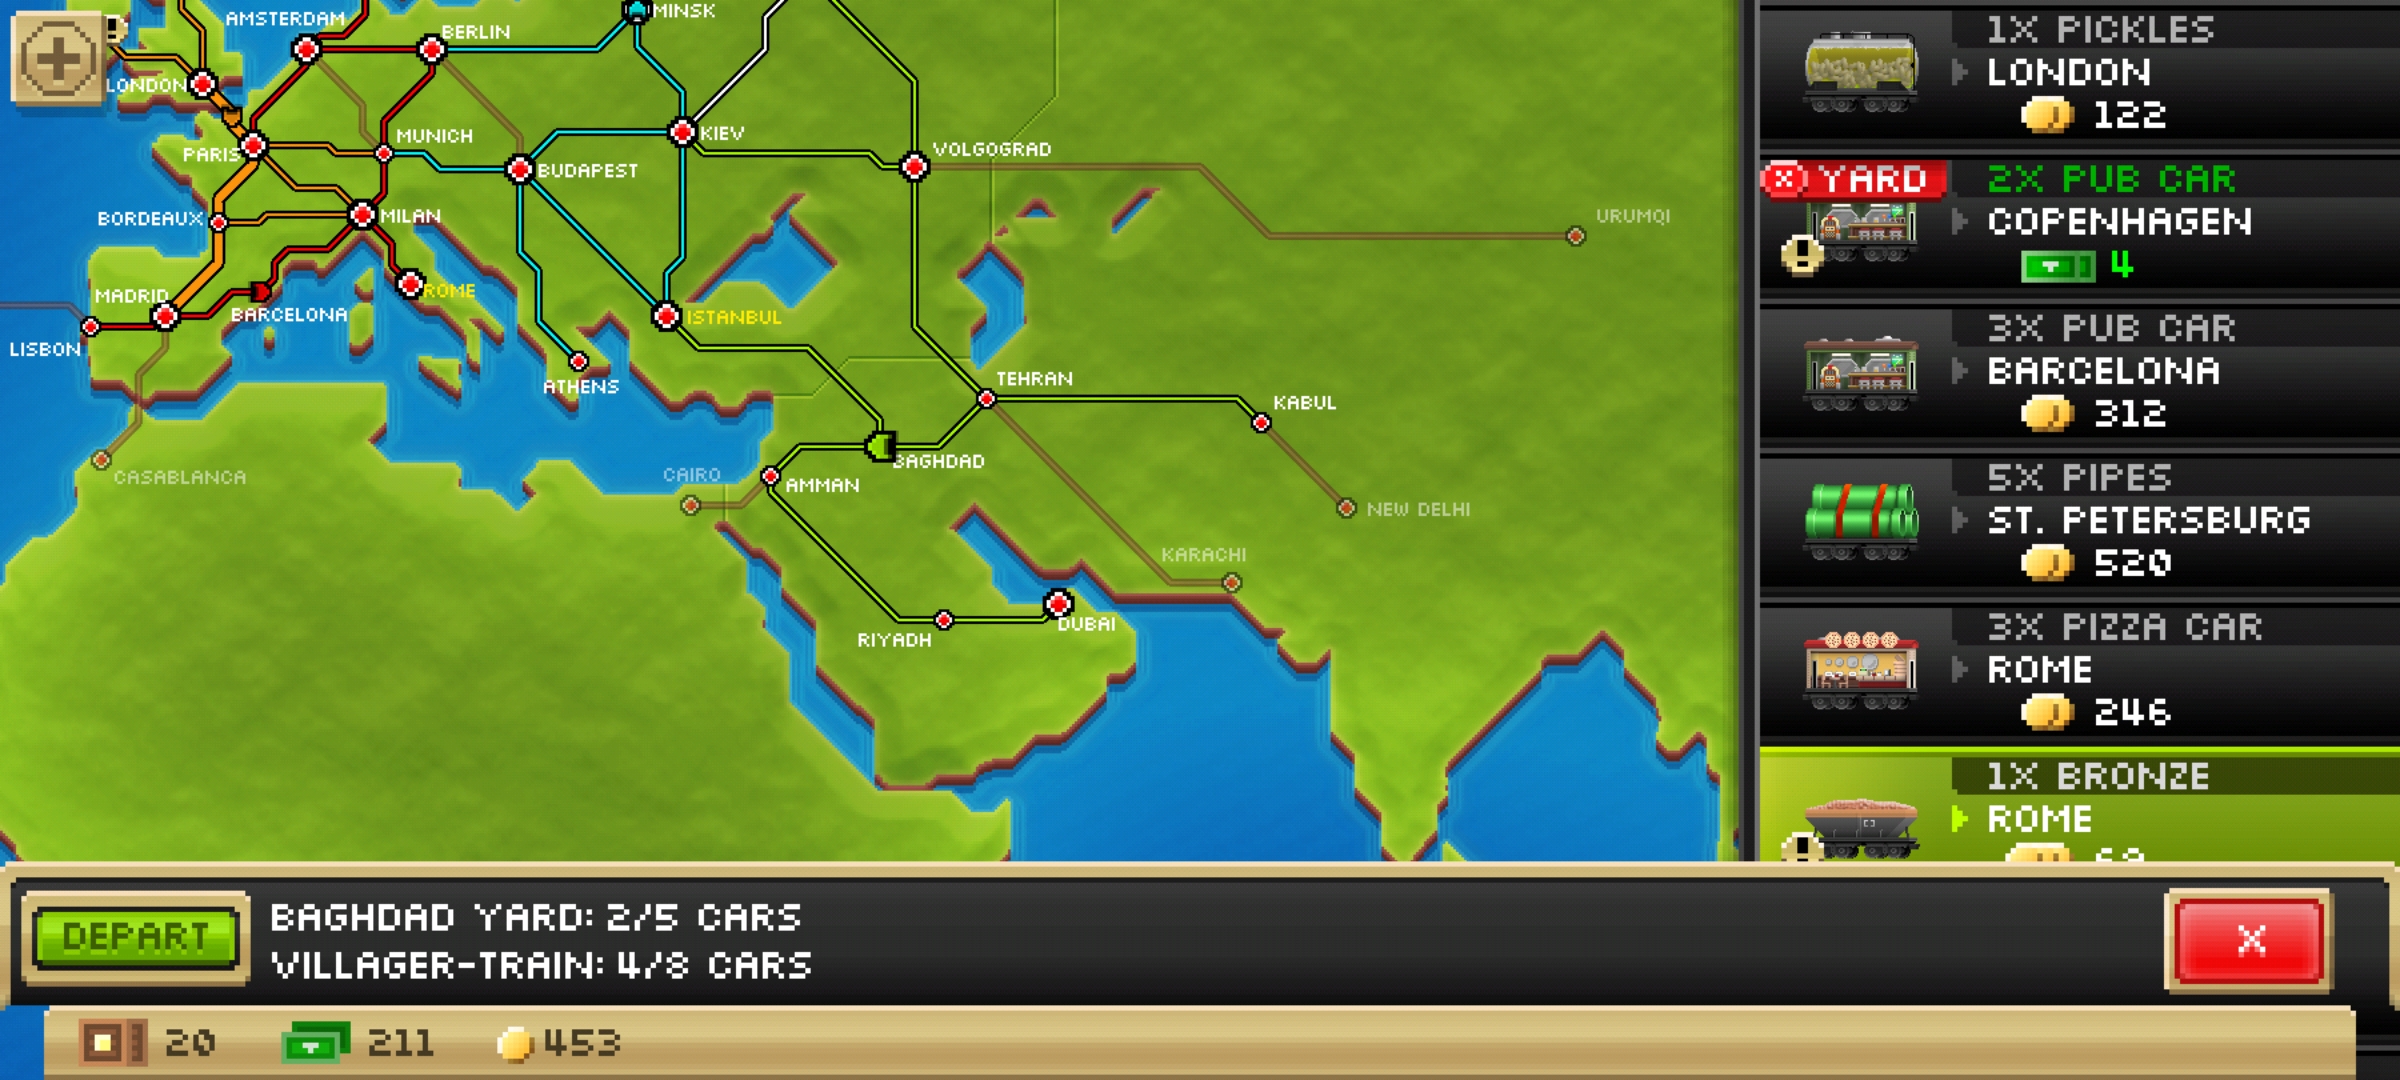 AMSTERDAM
MINSK
BERLIN
LONDON
MUNICH
KIEV
PARIS
BUDAPEST
VOLGOGRAD
BORDEAUX
MILAN
URUMQI
MADRID
ROME
BARCELONA
ISTANBUL
LISBON
ATHENS
TEHRAN
KABUL
BAGHDAD
CASABLANCA
CAIRO
AMMAN
NEW DELHI
KARACHI
RIYADH
DUBAI
1X PICKLES
LONDON
122
X YARD
2X PUB CAR
COPENHAGEN
4
3X PUB CAR
BARCELONA
312
5X PIPES
ST. PETERSBURG
520
3X PIZZA CAR
ROME
246
1X BRONZE
ROME
DEPART
BAGHDAD YARD: 2/5 CARS
VILLAGER-TRAIN: 4/8 CARS
X
20
211
453